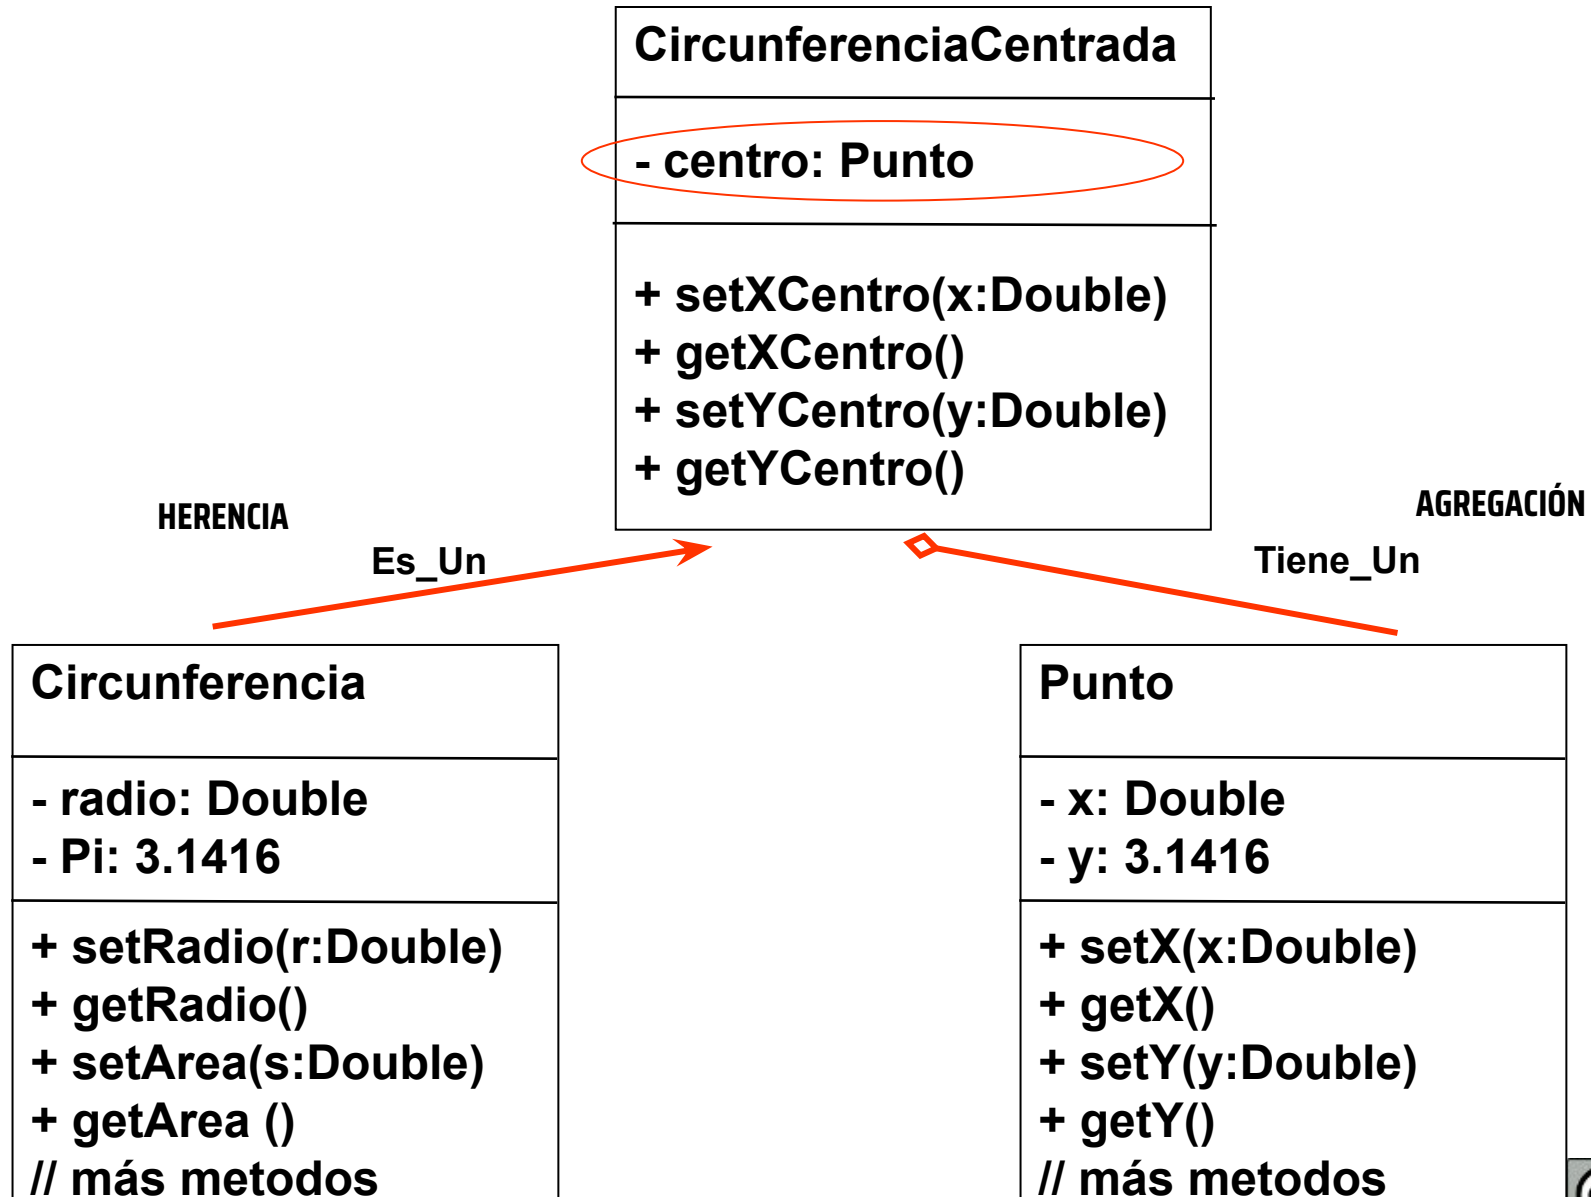 CircunferenciaCentrada
- centro: Punto
+ setXCentro(x:Double)
+ getXCentro()
+ setYCentro(y:Double)
+ getYCentro()
HERENCIA
Es_Un
AGREGACIÓN
Tiene_Un
Circunferencia
- radio: Double
- Pi: 3.1416
+ setRadio(r:Double)
+ getRadio()
+ setArea(s:Double)
+ getArea ()
// más metodos
Punto
- x: Double
- y: 3.1416
+ setX(x:Double)
+ getX()
+ setY(y:Double)
+ getY()
// más metodos